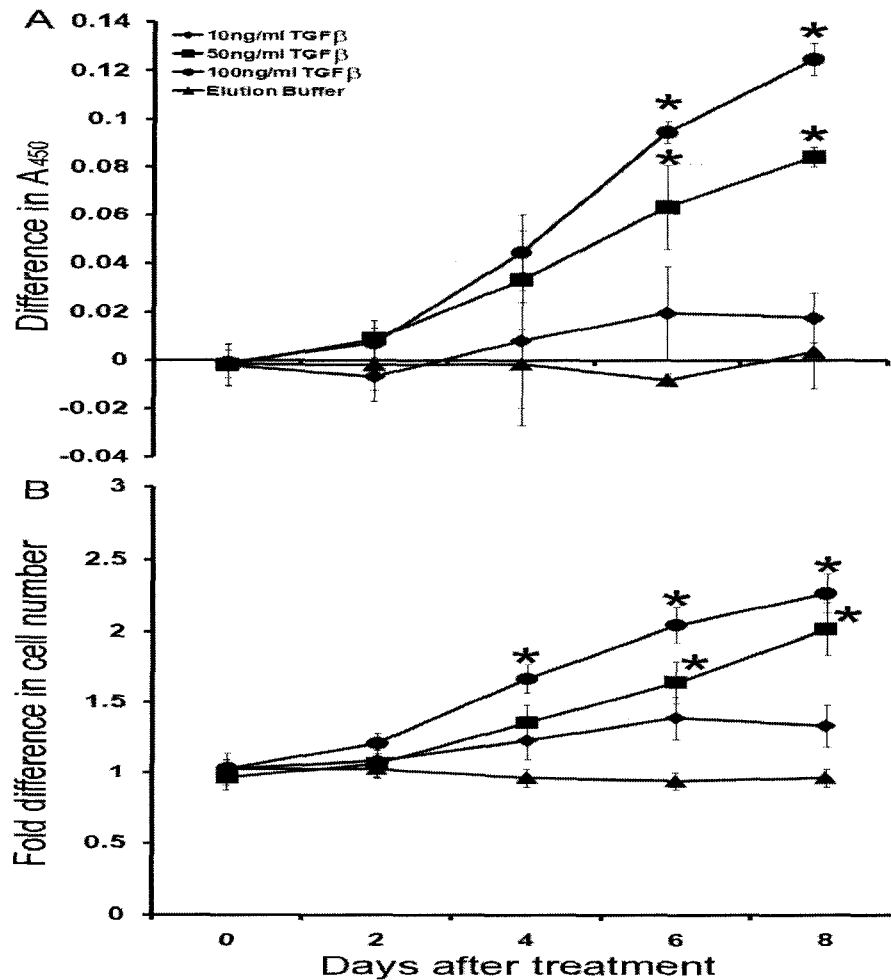 A
10ng/ml TGFβ
50ng/ml TGFβ
100ng/ml TGFβ
Elution Buffer
0.14
0.12
0.1
0.08
0.06
0.04
0.02
0
-0.02
-0.04
Difference in A450
*
*
*
*
B
3
2.5
2
1.5
1
0.5
0
Fold difference in cell number
*
*
*
*
*
0 2 4 6 8
Days after treatment